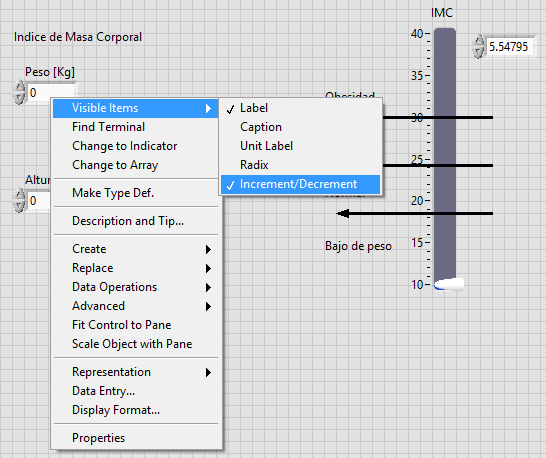 IMC
Indice de Masa Corporal
40
5.54795
Peso [Kg]
0
35
Visible Items
Find Terminal
Change to Indicator
Change to Array
Make Type Def.
Description and Tip...
Create
Replace
Data Operations
Advanced
Fit Control to Pane
Scale Object with Pane
Representation
Data Entry...
Display Format...
Properties
Label
Caption
Unit Label
Radix
Increment/Decrement
Obesidad
30
25
Altur
0
20
Bajo de peso
15
10